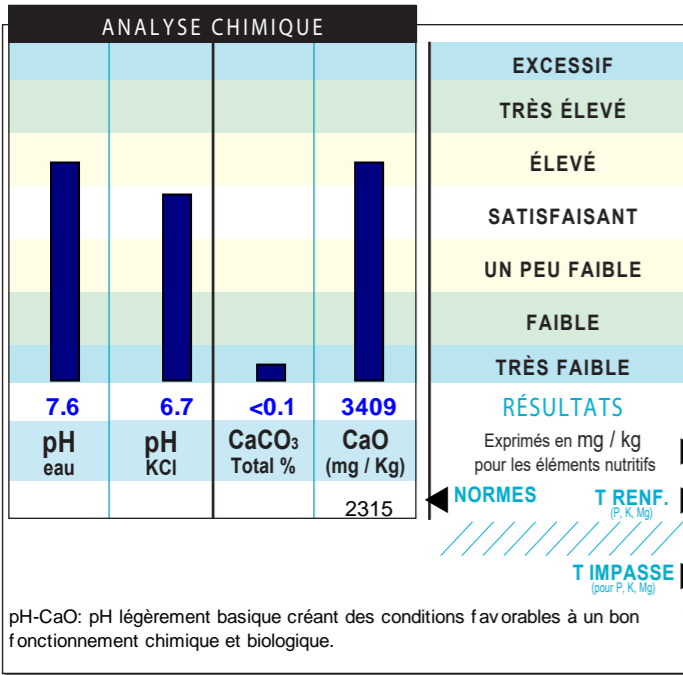 ANALYSE CHIMIQUE
EXCESSIF
TRÈS ÉLEVÉ
ÉLEVÉ
SATISFAISANT
UN PEU FAIBLE
FAIBLE
TRÈS FAIBLE
7.6 6.7 <0.1 3409 RÉSULTATS
pH pH CaCO₃ CaO Exprimés en mg / kg
eau KCl Total % (mg / Kg) pour les éléments nutritifs
2315 NORMES T RENF.
(P, K, Mg)
T IMPASSE
(pour P, K, Mg)
pH-CaO: pH légèrement basique créant des conditions favorables à un bon
fonctionnement chimique et biologique.